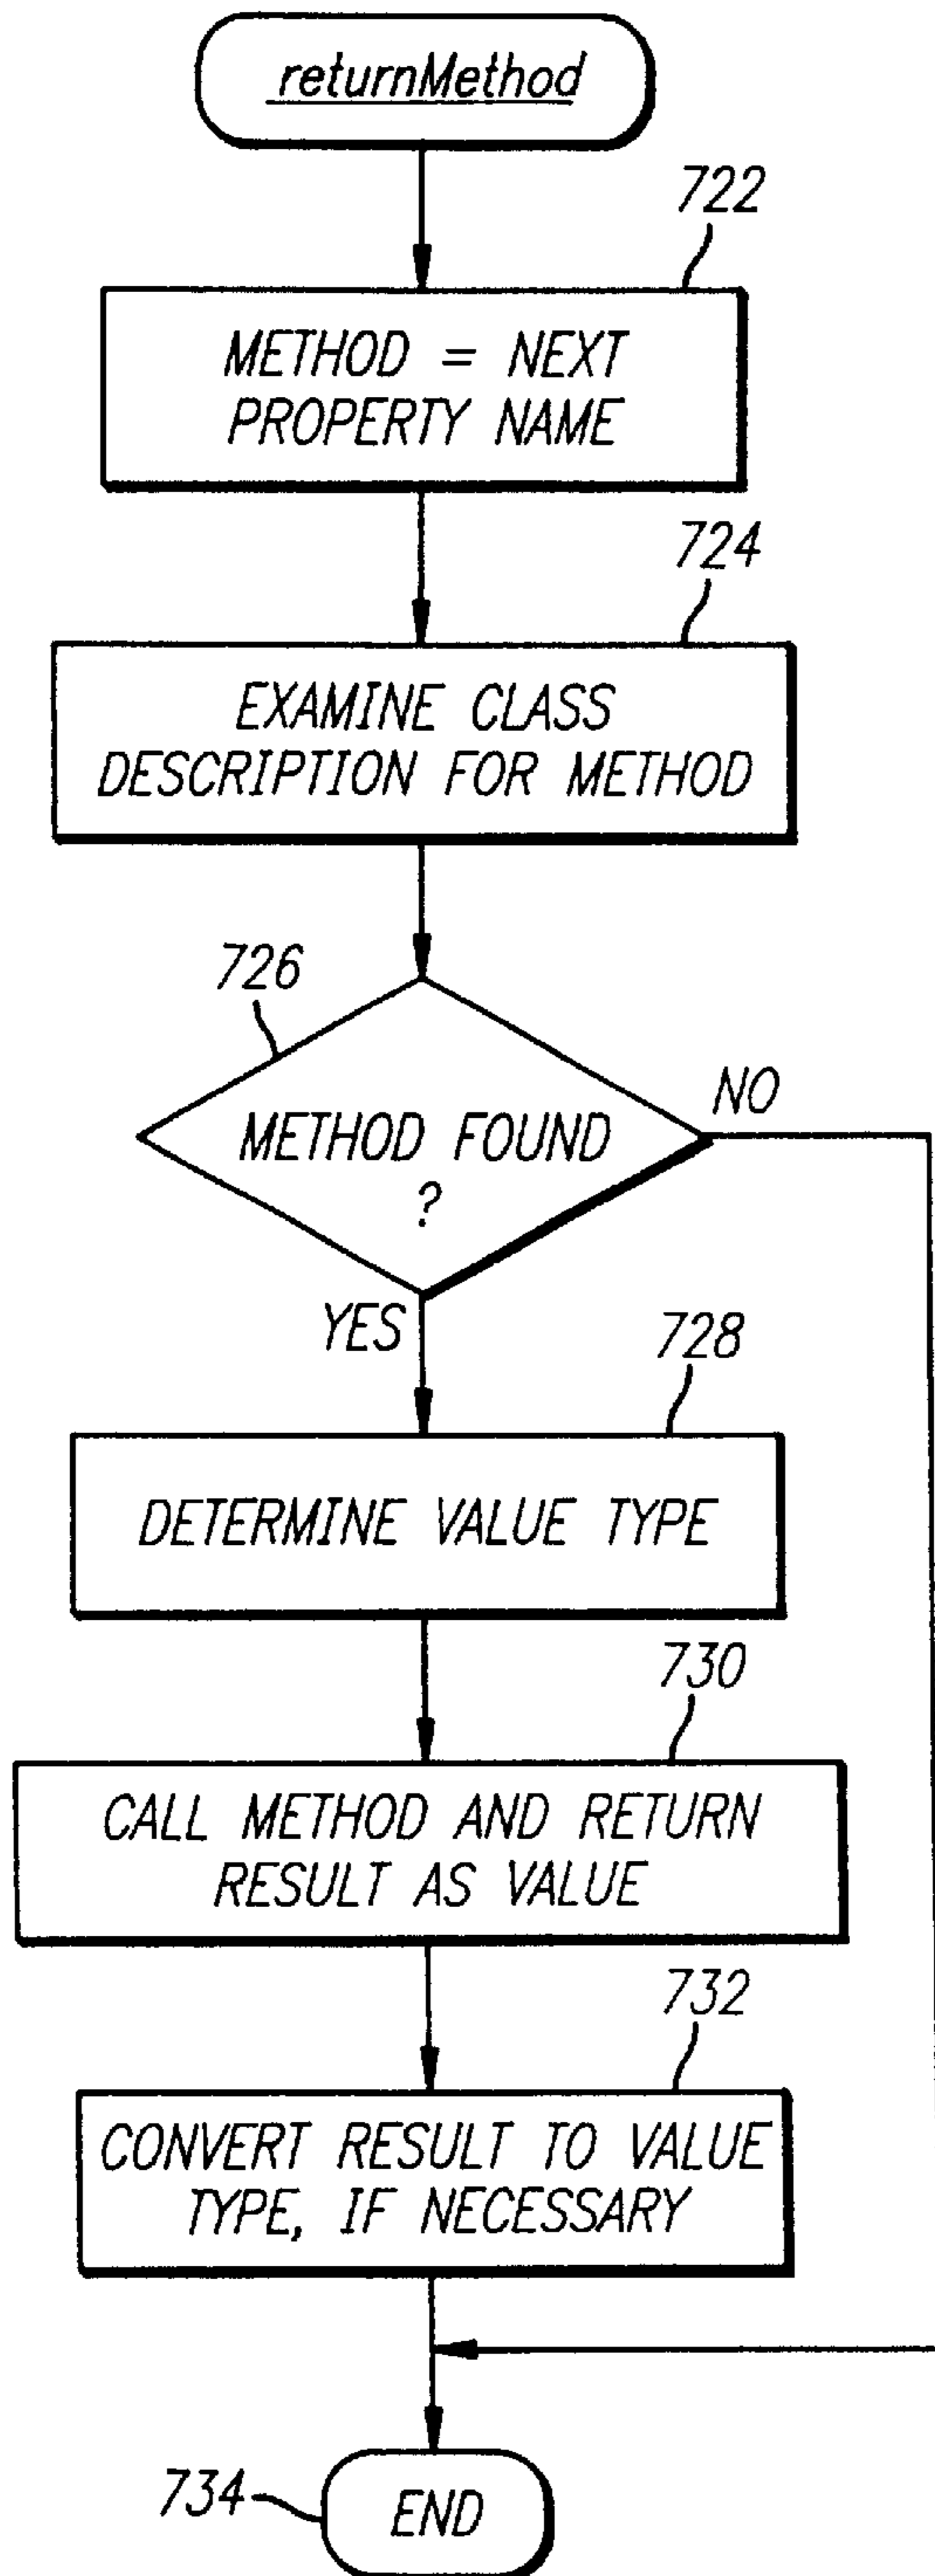 returnMethod
722
METHOD = NEXT
PROPERTY NAME
724
EXAMINE CLASS
DESCRIPTION FOR METHOD
726
METHOD FOUND
?
NO
YES
728
DETERMINE VALUE TYPE
730
CALL METHOD AND RETURN
RESULT AS VALUE
732
CONVERT RESULT TO VALUE
TYPE, IF NECESSARY
734
END